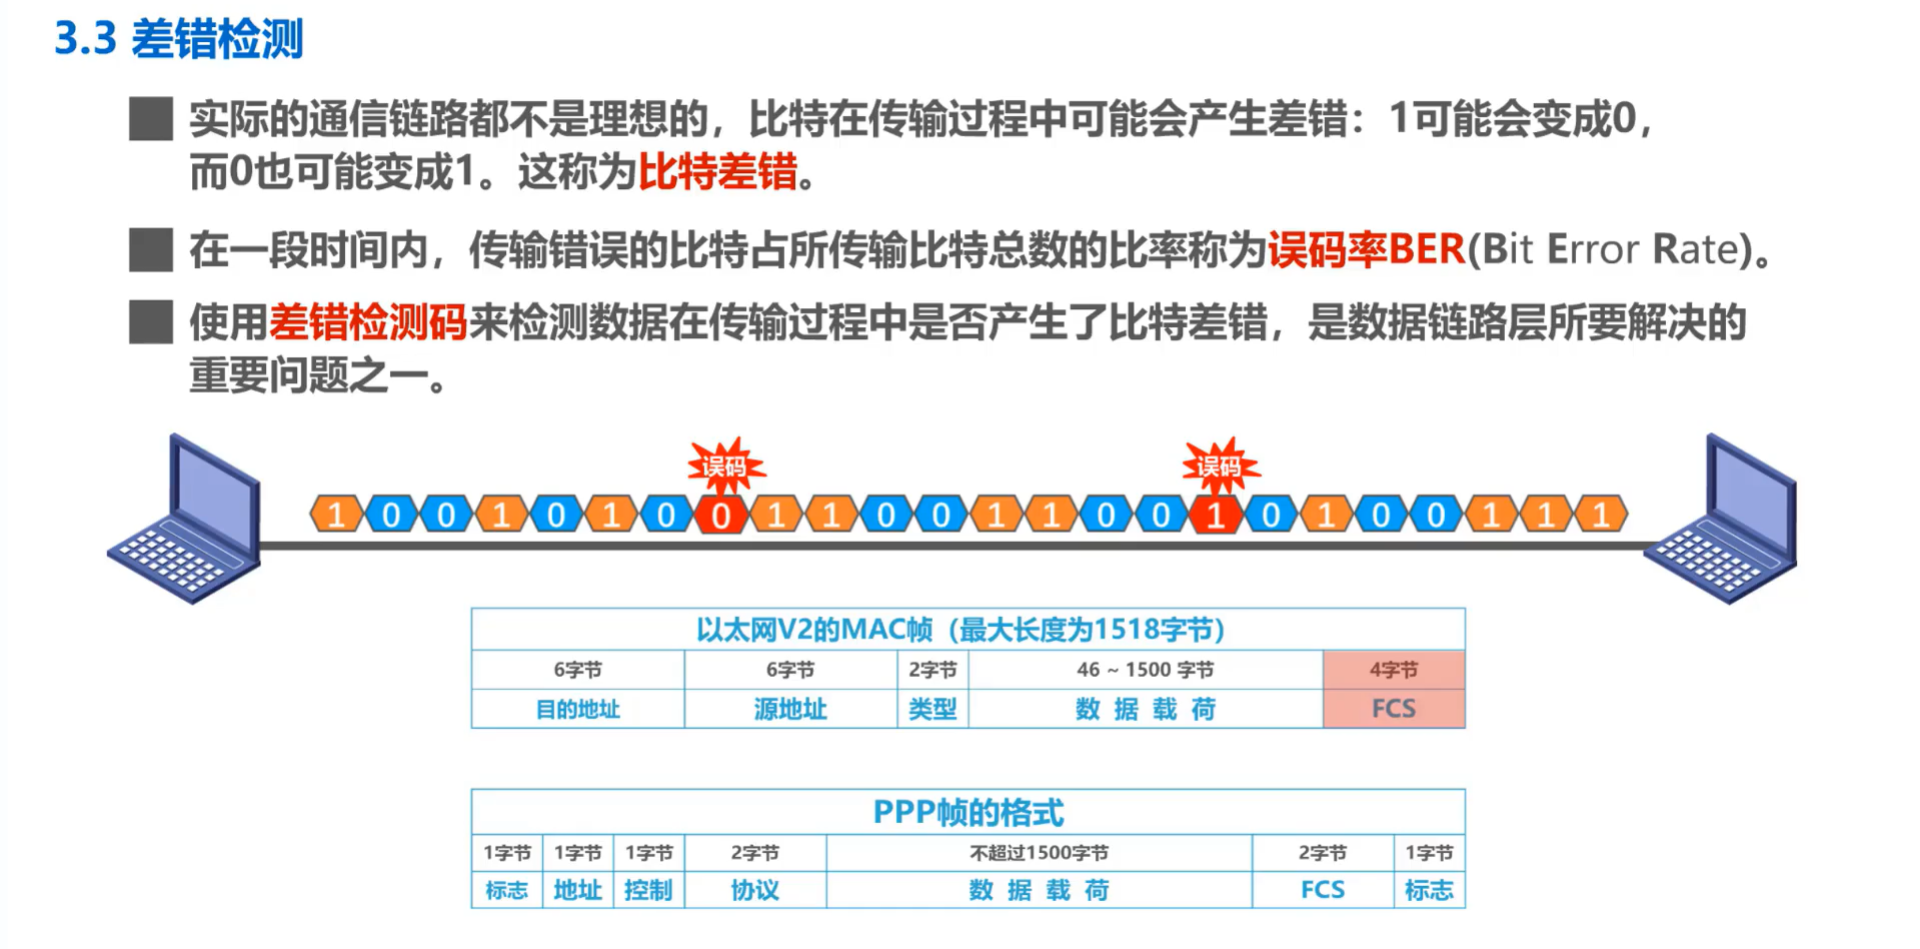 3.3 差错检测
实际的通信链路都不是理想的，比特在传输过程中可能会产生差错：1可能会变成0，
而0也可能变成1。这称为比特差错。
在一段时间内，传输错误的比特占所传输比特总数的比率称为误码率BER(Bit Error Rate)。
使用差错检测码来检测数据在传输过程中是否产生了比特差错，是数据链路层所要解决的
重要问题之一。
误码 误码
1 0 0 1 0 1 0 0 1 1 0 0 1 1 0 0 1 0 1 0 0 1 1 1
以太网V2的MAC帧（最大长度为1518字节）
6字节 6字节 2字节 46 ~ 1500 字节 4字节
目的地址 源地址 类型 数 据 载 荷 FCS
PPP帧的格式
1字节 1字节 1字节 2字节 不超过1500字节 2字节 1字节
标志 地址 控制 协议 数 据 载 荷 FCS 标志